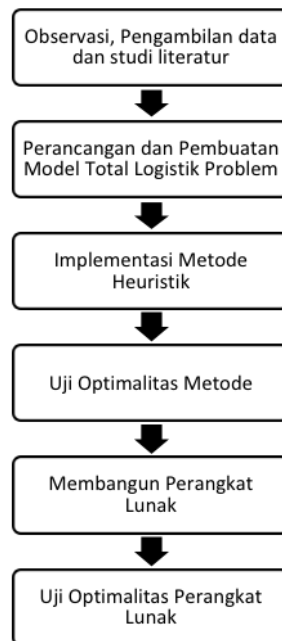 Observasi, Pengambilan data
dan studi literatur
Perancangan dan Pembuatan
Model Total Logistik Problem
Implementasi Metode
Heuristik
Uji Optimalitas Metode
Membangun Perangkat
Lunak
Uji Optimalitas Perangkat
Lunak